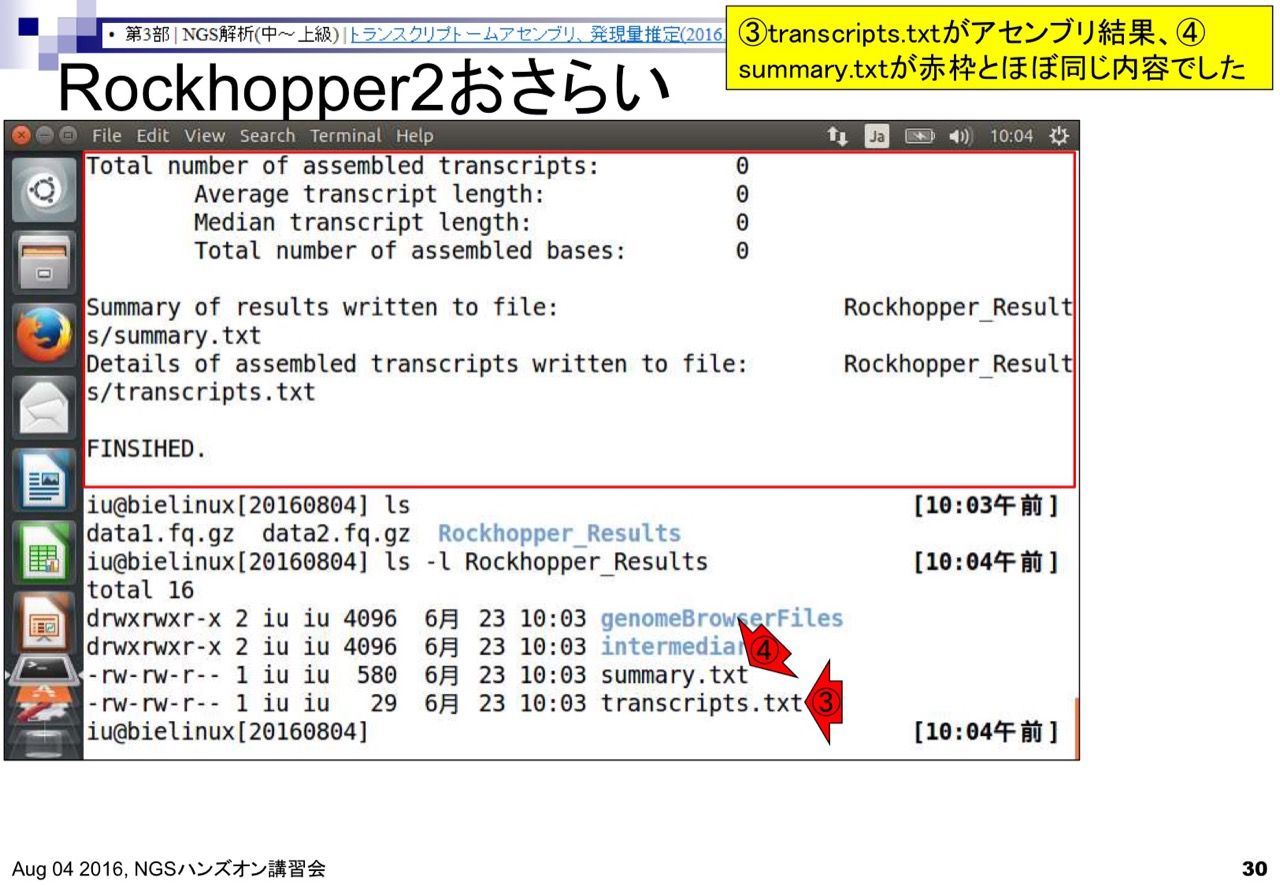 • 第3部 | NGS解析(中～上級) | トランスクリプトームアセンブリ、発現量推定(2016.
③transcripts.txtがアセンブリ結果、④
summary.txtが赤枠とほぼ同じ内容でした
Rockhopper2おさらい
File Edit View Search Terminal Help Ja 10:04
Total number of assembled transcripts: 0
Average transcript length: 0
Median transcript length: 0
Total number of assembled bases: 0
Summary of results written to file: Rockhopper_Result
s/summary.txt
Details of assembled transcripts written to file: Rockhopper_Result
s/transcripts.txt
FINSIHED.
iu@bielinux[20160804] ls [10:03午前]
data1.fq.gz data2.fq.gz Rockhopper_Results
iu@bielinux[20160804] ls -l Rockhopper_Results [10:04午前]
total 16
drwxrwxr-x 2 iu iu 4096 6月 23 10:03 genomeBrowserFiles
drwxrwxr-x 2 iu iu 4096 6月 23 10:03 intermediar
④
-rw-rw-r-- 1 iu iu 580 6月 23 10:03 summary.txt
-rw-rw-r-- 1 iu iu 29 6月 23 10:03 transcripts.txt
③
iu@bielinux[20160804] [10:04午前]
Aug 04 2016, NGSハンズオン講習会
30